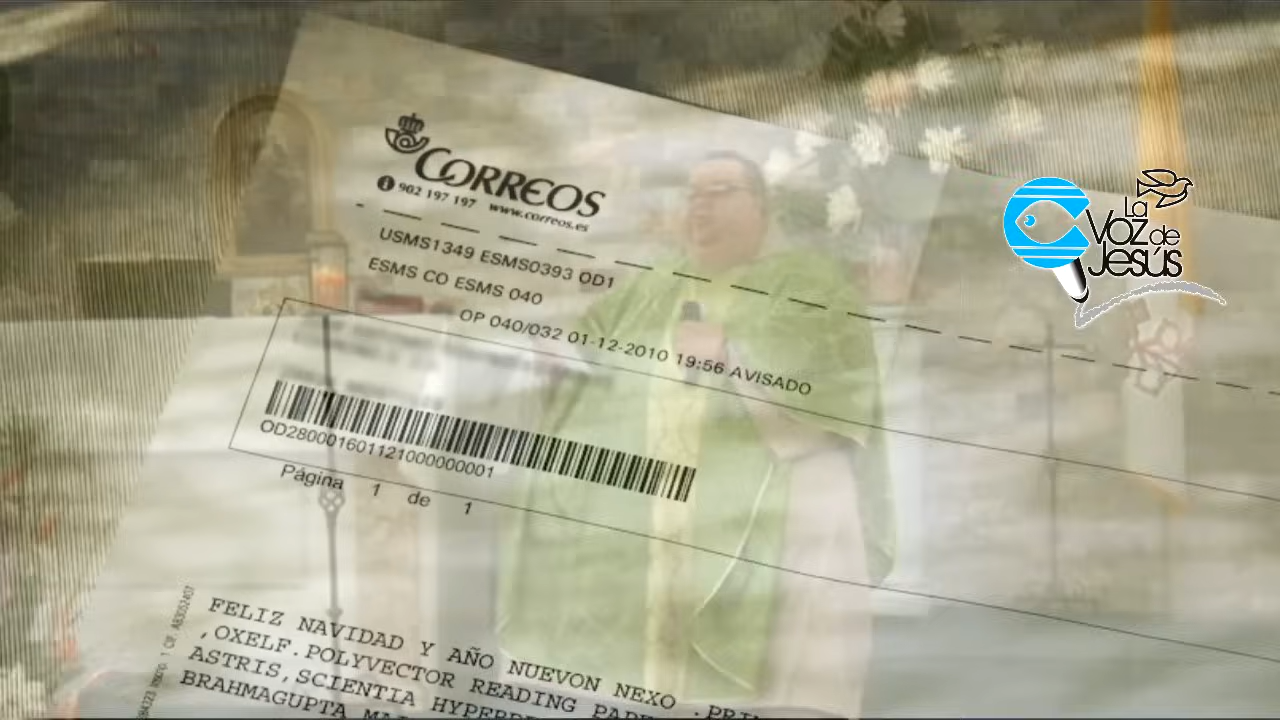 CORREOS
902 197 197 www.correos.es
USMS1349 ESMS0393 OD1
ESMS CO ESMS 040
OP 040/032 01-12-2010 19:56 AVISADO
OD280001601121000000001
Página 1 de 1
FELIZ NAVIDAD Y AÑO NUEVON NEXO
,OXELF.POLYVECTOR READING
ASTRIS,SCIENTIA
BRAHMAGUPTA
La
Voz de
Jesús